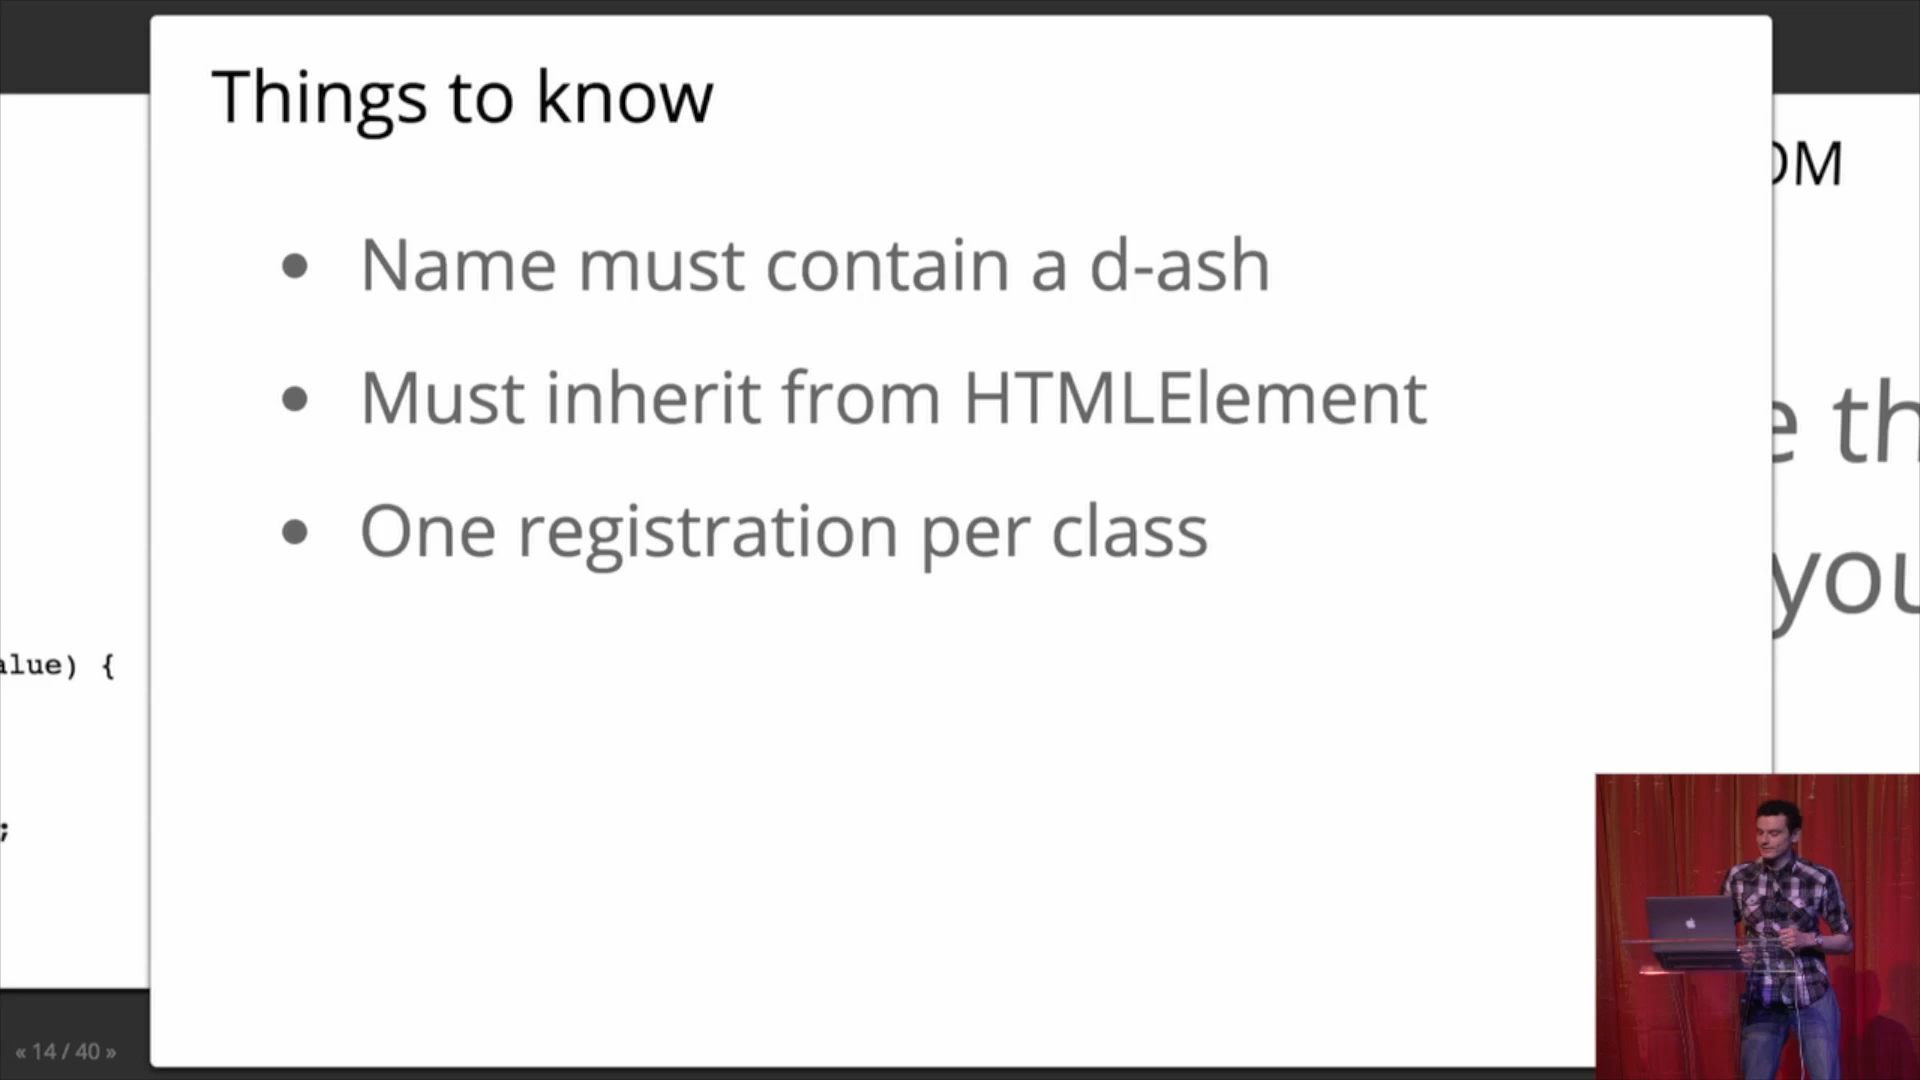 Things to know
Name must contain a d-ash
Must inherit from HTMLElement
One registration per class
alue) {
;
OM
e th
you
« 14 / 40 »